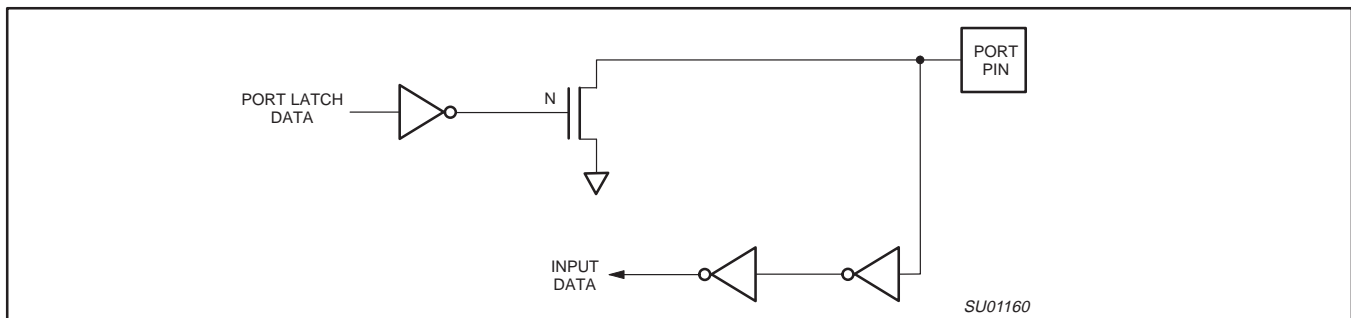 PORT
PIN
PORT LATCH
DATA
N
INPUT
DATA
SU01160